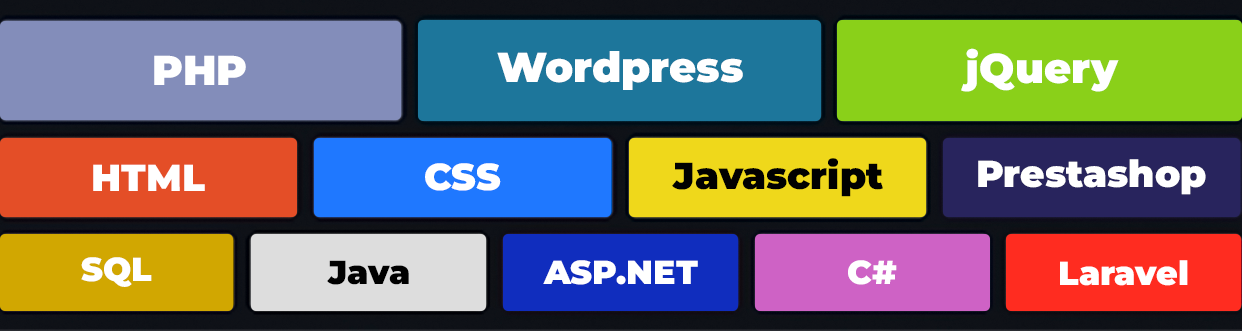 PHP Wordpress jQuery
HTML CSS Javascript Prestashop
SQL Java ASP.NET C# Laravel